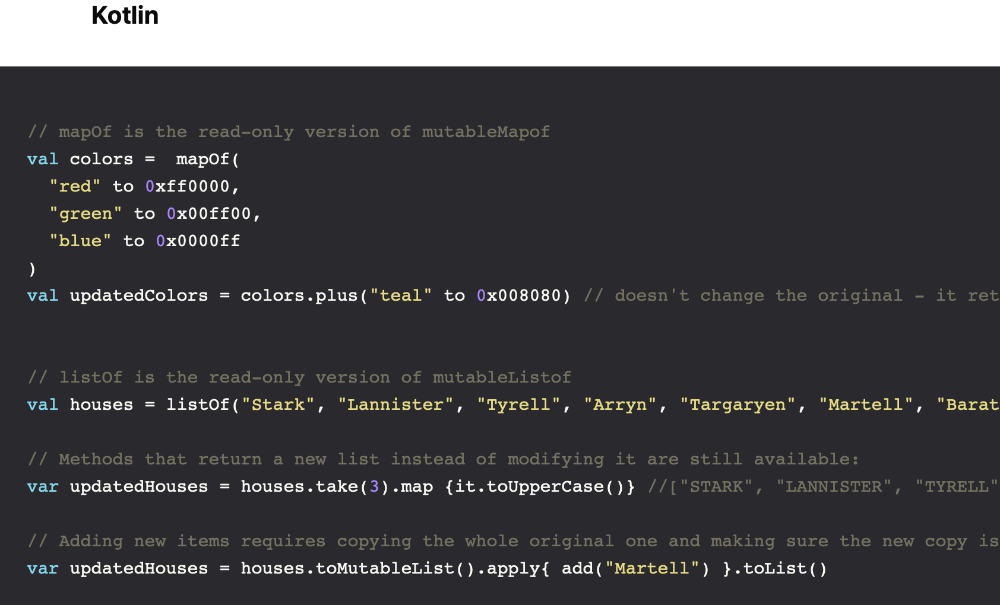 Kotlin
// mapOf is the read-only version of mutableMapof
val colors =  mapOf(
  "red" to 0xff0000,
  "green" to 0x00ff00,
  "blue" to 0x0000ff
)
val updatedColors = colors.plus("teal" to 0x008080) // doesn't change the original - it ret
// listOf is the read-only version of mutableListof
val houses = listOf("Stark", "Lannister", "Tyrell", "Arryn", "Targaryen", "Martell", "Barat
// Methods that return a new list instead of modifying it are still available:
var updatedHouses = houses.take(3).map {it.toUpperCase()} //["STARK", "LANNISTER", "TYRELL"
// Adding new items requires copying the whole original one and making sure the new copy is
var updatedHouses = houses.toMutableList().apply{ add("Martell") }.toList()